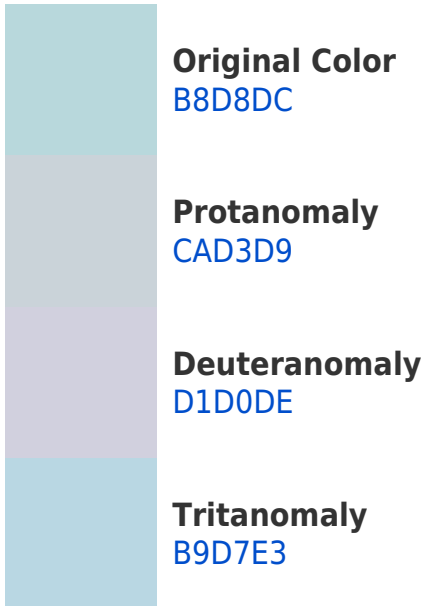 Original Color
B8D8DC
Protanomaly
CAD3D9
Deuteranomaly
D1D0DE
Tritanomaly
B9D7E3